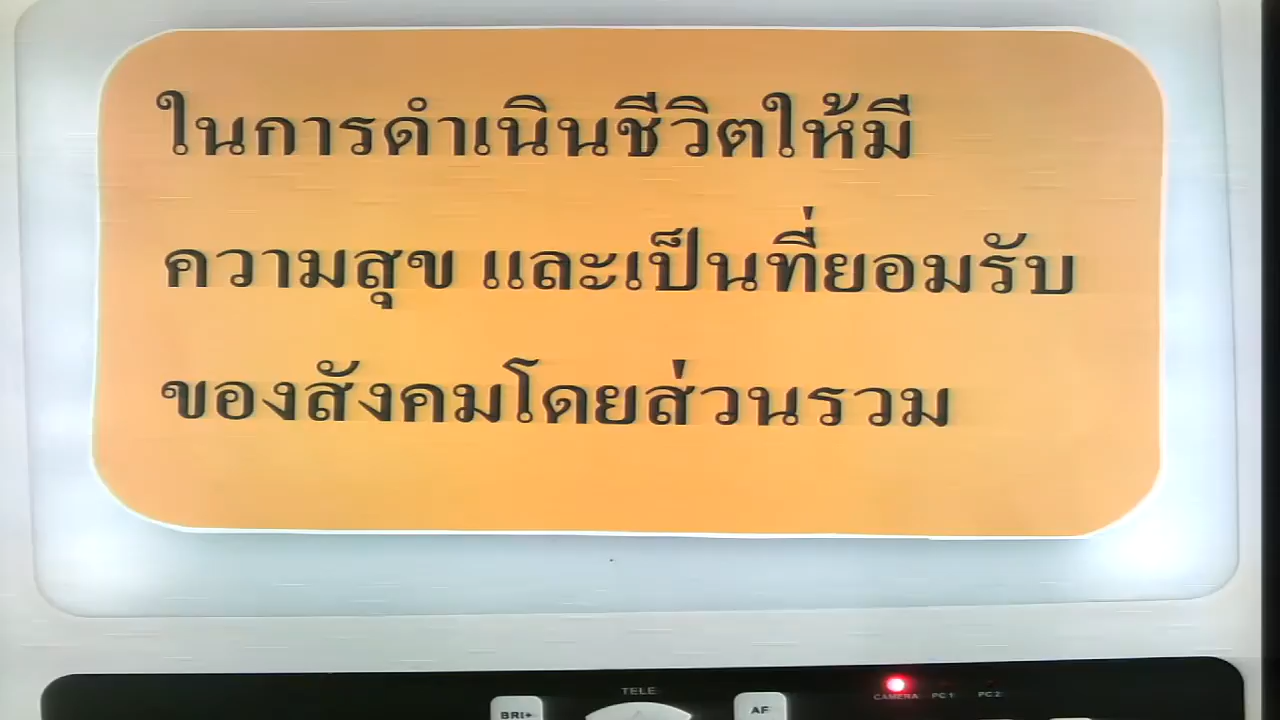 ในการดำเนินชีวิตให้มี
ความสุข และเป็นที่ยอมรับ
ของสังคมโดยส่วนรวม
TELE
CAMERA PC1 PC2
BRI+ AF